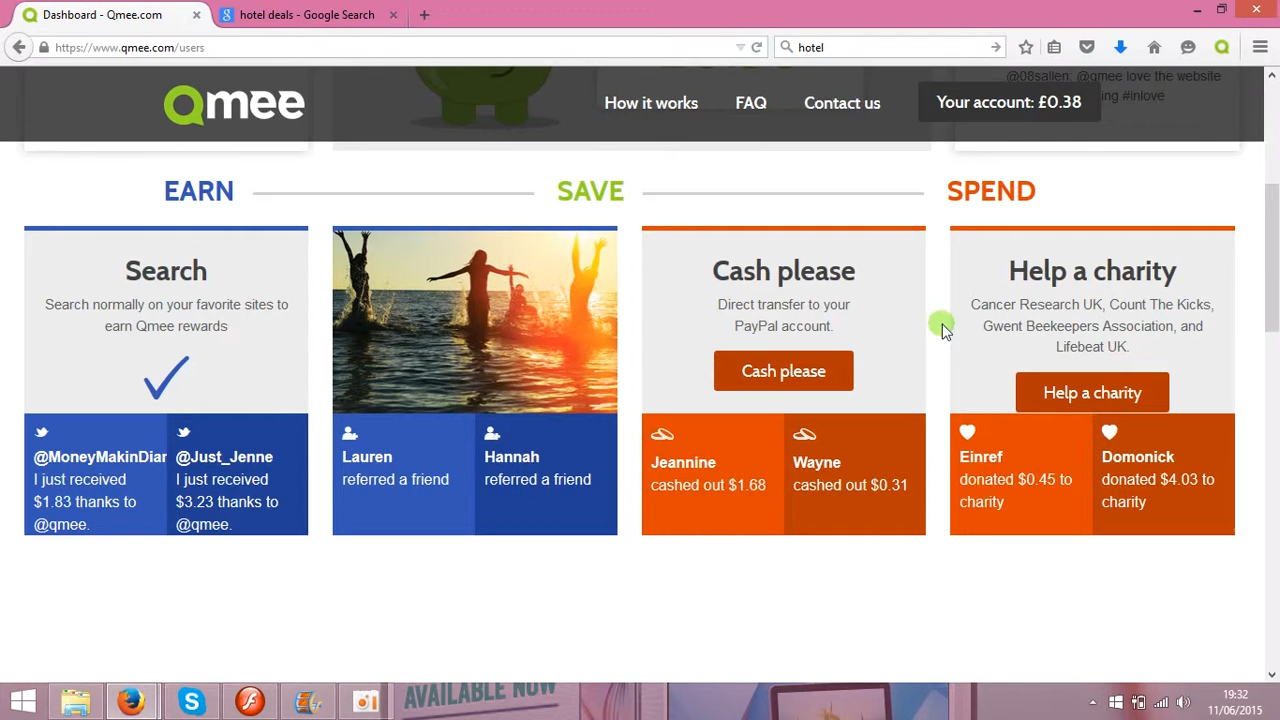 Dashboard - Qmee.com
hotel deals - Google Search
https://www.qmee.com/users
hotel
@08sallen: @qmee love the website
ing #inlove
Qmee
How it works
FAQ
Contact us
Your account: £0.38
EARN
SAVE
SPEND
Search
Search normally on your favorite sites to
earn Qmee rewards
Cash please
Direct transfer to your
PayPal account.
Cash please
Help a charity
Cancer Research UK, Count The Kicks,
Gwent Beekeepers Association, and
Lifebeat UK.
Help a charity
@MoneyMakinDiar
I just received
$1.83 thanks to
@qmee.
@Just_Jenne
I just received
$3.23 thanks to
@qmee.
Lauren
referred a friend
Hannah
referred a friend
Jeannine
cashed out $1.68
Wayne
cashed out $0.31
Einref
donated $0.45 to
charity
Domonick
donated $4.03 to
charity
AVAILABLE NOW
19:32
11/06/2015